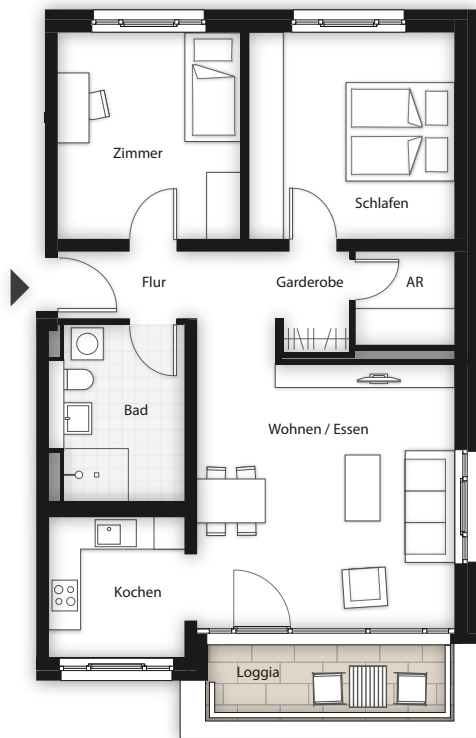 Zimmer
Schlafen
Flur
Garderobe
AR
Bad
Wohnen / Essen
Kochen
Loggia